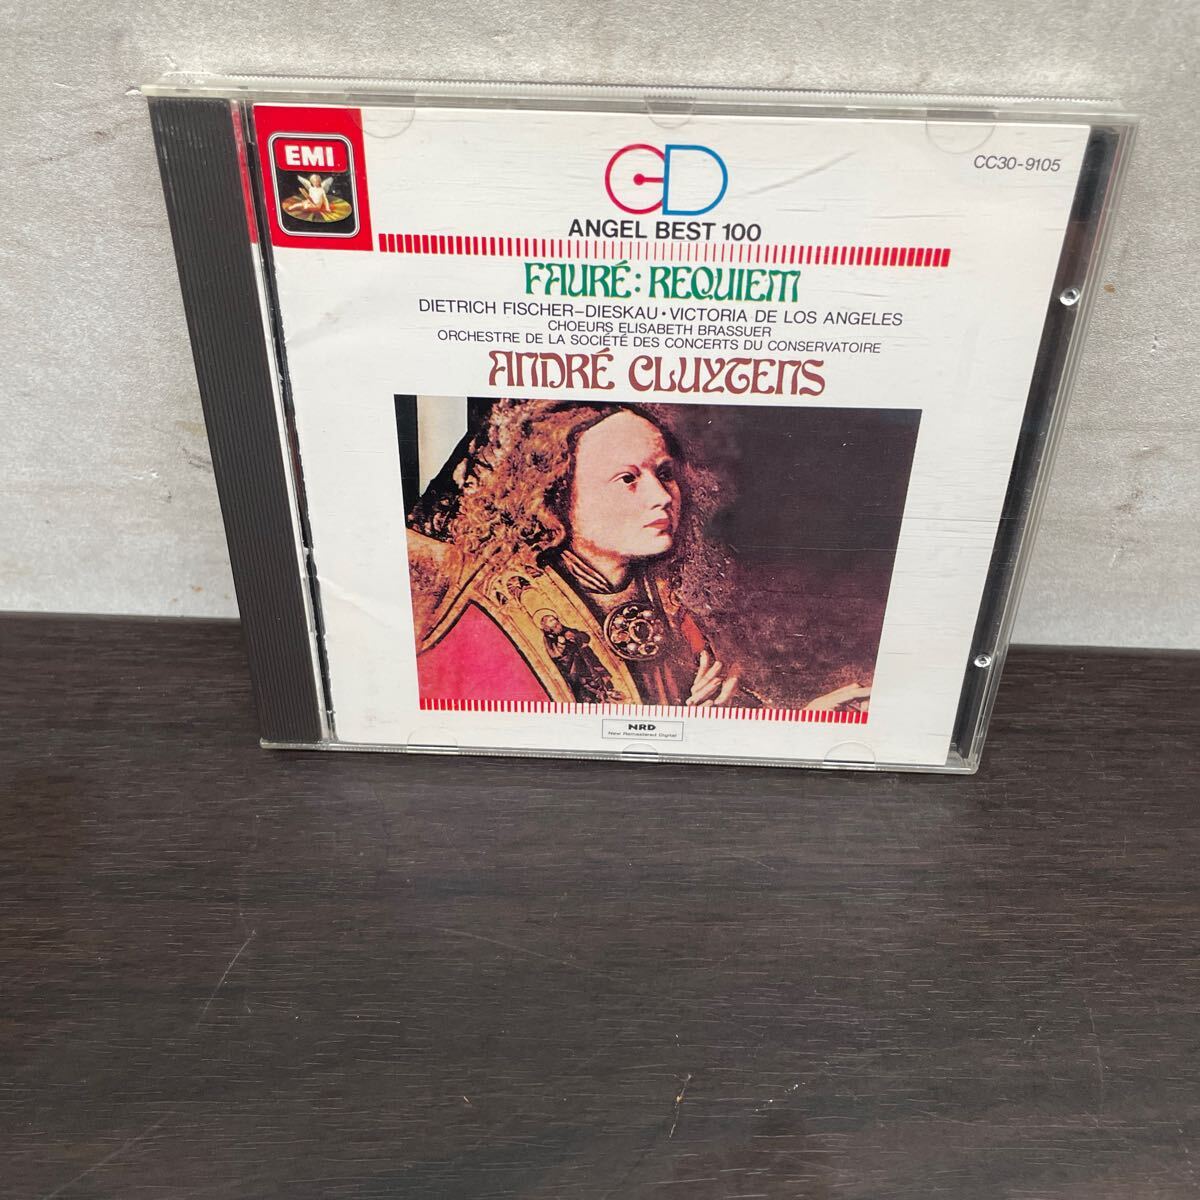 EMI
CD
CC30-9105
ANGEL BEST 100
FAURÉ: REQUIEM
DIETRICH FISCHER-DIESKAU • VICTORIA DE LOS ANGELES
CHOEURS ELISABETH BRASSUER
ORCHESTRE DE LA SOCIÉTÉ DES CONCERTS DU CONSERVATOIRE
ANDRÉ CLUYTENS
NRD
New Remastered Digital